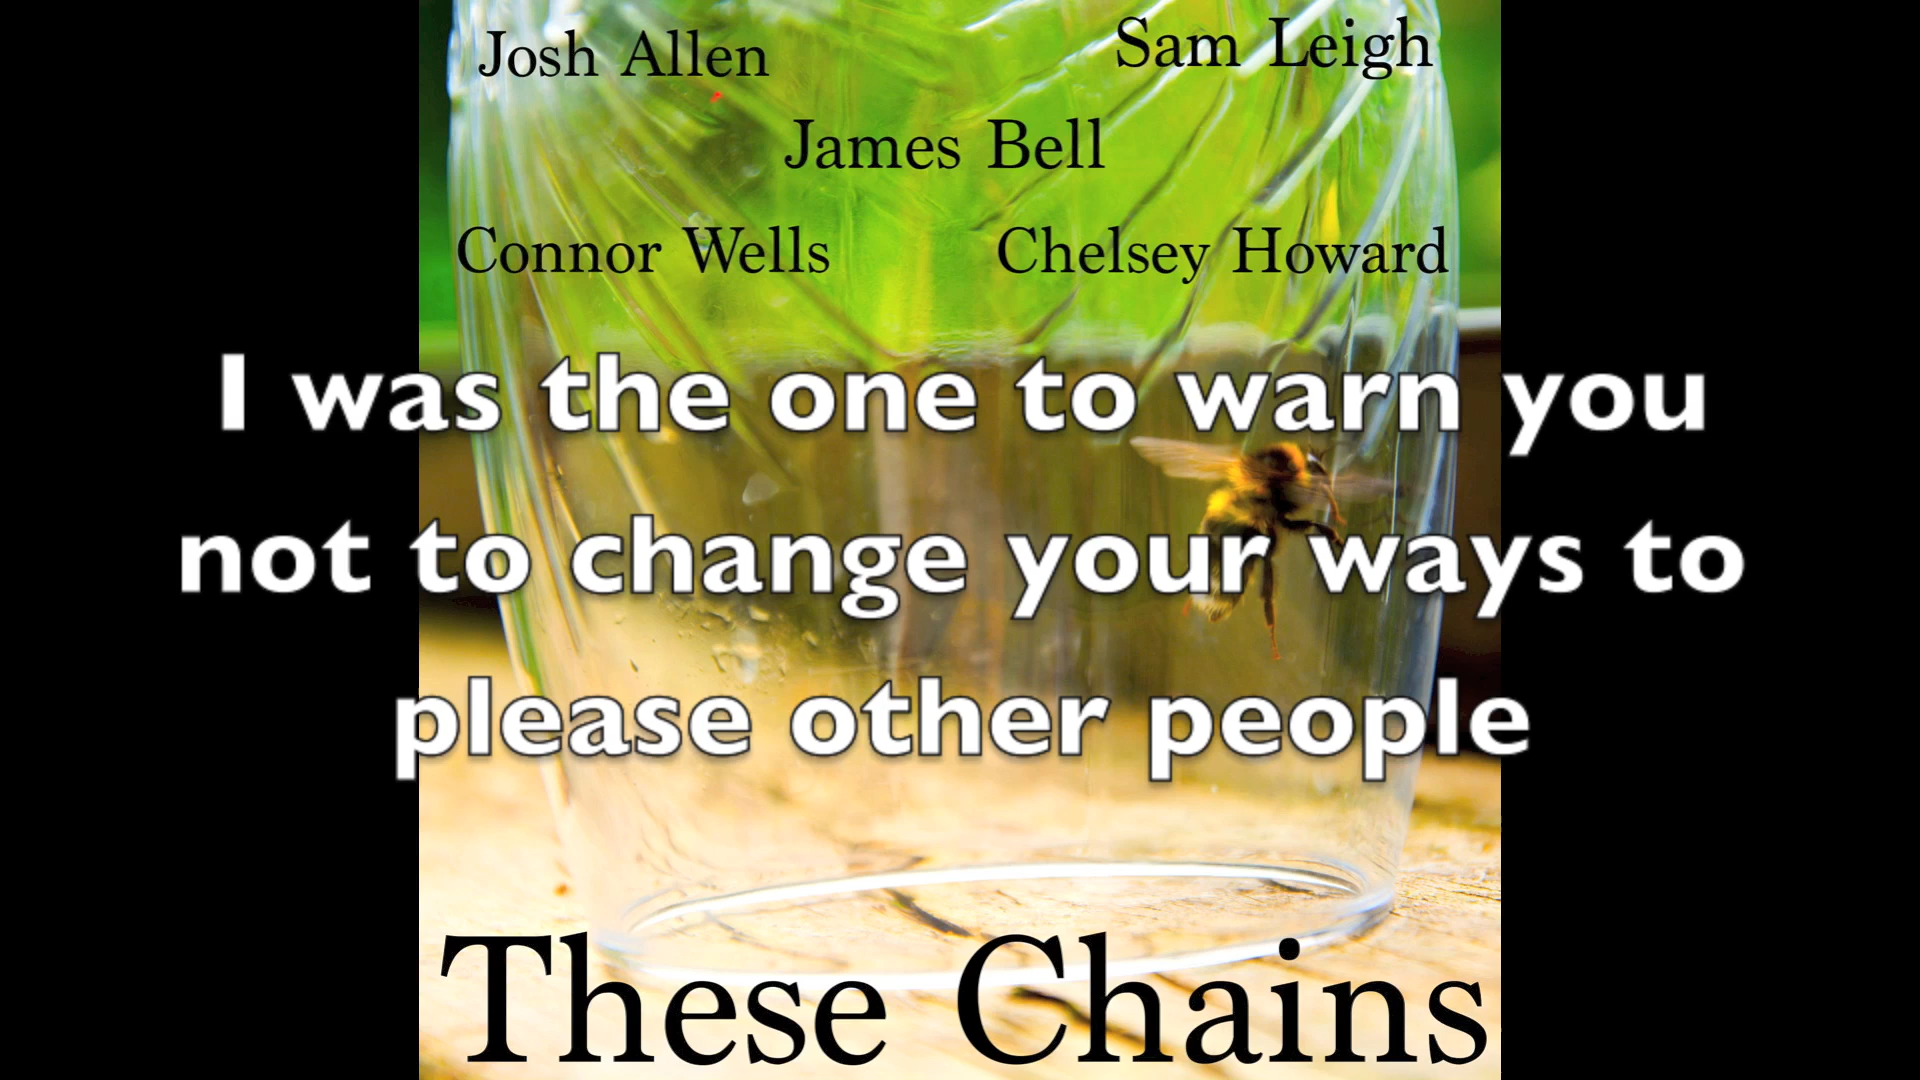 Josh Allen
Sam Leigh
James Bell
Connor Wells
Chelsey Howard
I was the one to warn you
not to change your ways to
please other people
These Chains